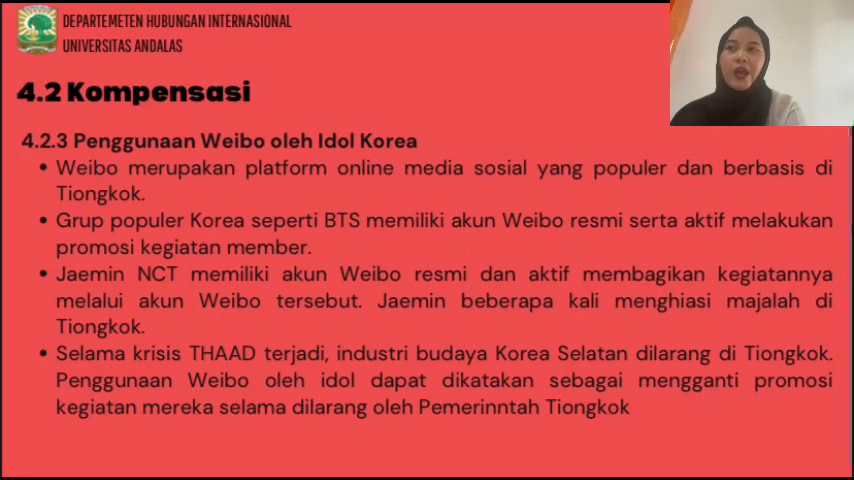 DEPARTEMETEN HUBUNGAN INTERNASIONAL
UNIVERSITAS ANDALAS
4.2 Kompensasi
4.2.3 Penggunaan Weibo oleh Idol Korea
• Weibo merupakan platform online media sosial yang populer dan berbasis di
Tiongkok.
• Grup populer Korea seperti BTS memiliki akun Weibo resmi serta aktif melakukan
promosi kegiatan member.
• Jaemin NCT memiliki akun Weibo resmi dan aktif membagikan kegiatannya
melalui akun Weibo tersebut. Jaemin beberapa kali menghiasi majalah di
Tiongkok.
• Selama krisis THAAD terjadi, industri budaya Korea Selatan dilarang di Tiongkok.
Penggunaan Weibo oleh idol dapat dikatakan sebagai mengganti promosi
kegiatan mereka selama dilarang oleh Pemerinntah Tiongkok